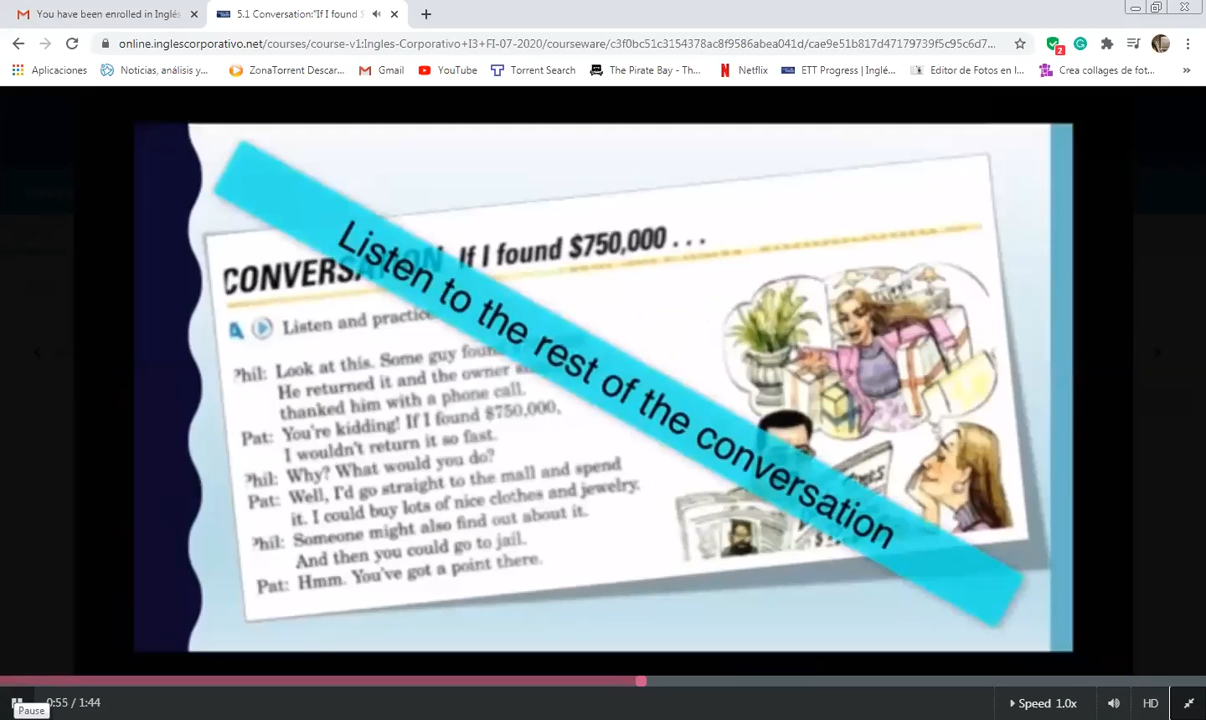 You have been enrolled in Inglés
5.1 Conversation:"If I found $
online.inglescorporativo.net/courses/course-v1:Ingles-Corporativo+I3+FI-07-2020/courseware/c3f0bc51c3154378ac8f9586abea041d/cae9e51b817d47179739f5c95c6d7...
2
Aplicaciones
Noticias, análisis y...
ZonaTorrent Descar...
Gmail
YouTube
Torrent Search
The Pirate Bay - Th...
Netflix
ETT Progress | Inglé...
Editor de Fotos en l...
Crea collages de fot...
»
CONVERSATION If I found $750,000 . . .
Listen to the rest of the conversation
A Listen and practice
Phil: Look at this. Some guy found
He returned it and the owner
thanked him with a phone call.
Pat: You're kidding! If I found $750,000,
I wouldn't return it so fast.
Phil: Why? What would you do?
Pat: Well, I'd go straight to the mall and spend
it. I could buy lots of nice clothes and jewelry.
Phil: Someone might also find out about it.
And then you could go to jail.
Pat: Hmm. You've got a point there.
0:55 / 1:44
Pause
Speed 1.0x
HD